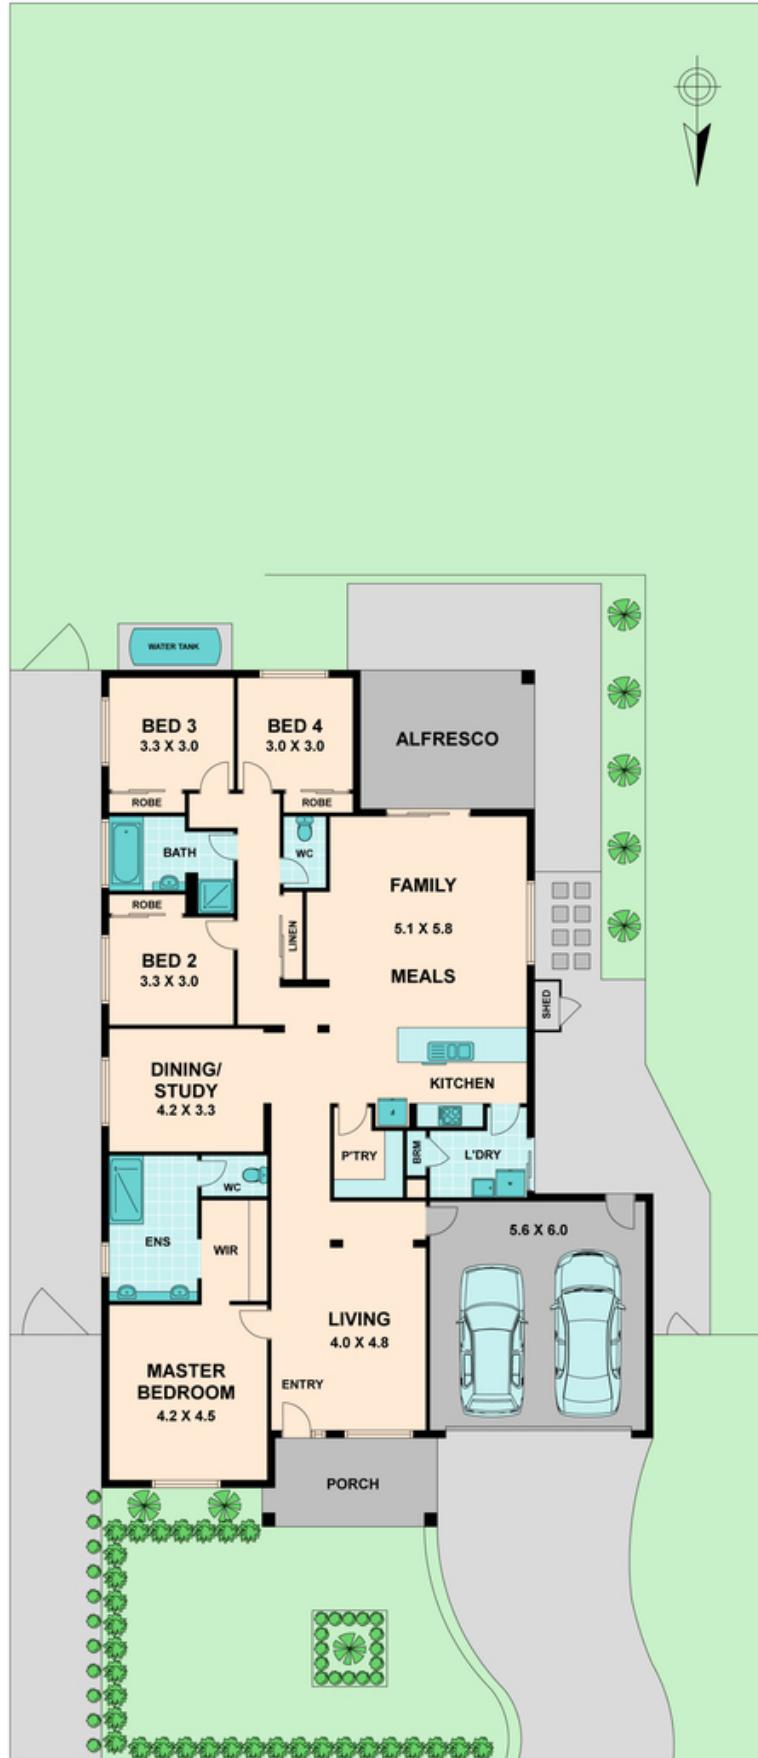 WATER TANK
BED 3
3.3 X 3.0
BED 4
3.0 X 3.0
ALFRESCO
ROBE
ROBE
BATH
WC
FAMILY
5.1 X 5.8
MEALS
ROBE
LINEN
BED 2
3.3 X 3.0
SHED
DINING/
STUDY
4.2 X 3.3
KITCHEN
P'TRY
BRM
L'DRY
WC
ENS
WIR
5.6 X 6.0
LIVING
4.0 X 4.8
MASTER
BEDROOM
4.2 X 4.5
ENTRY
PORCH